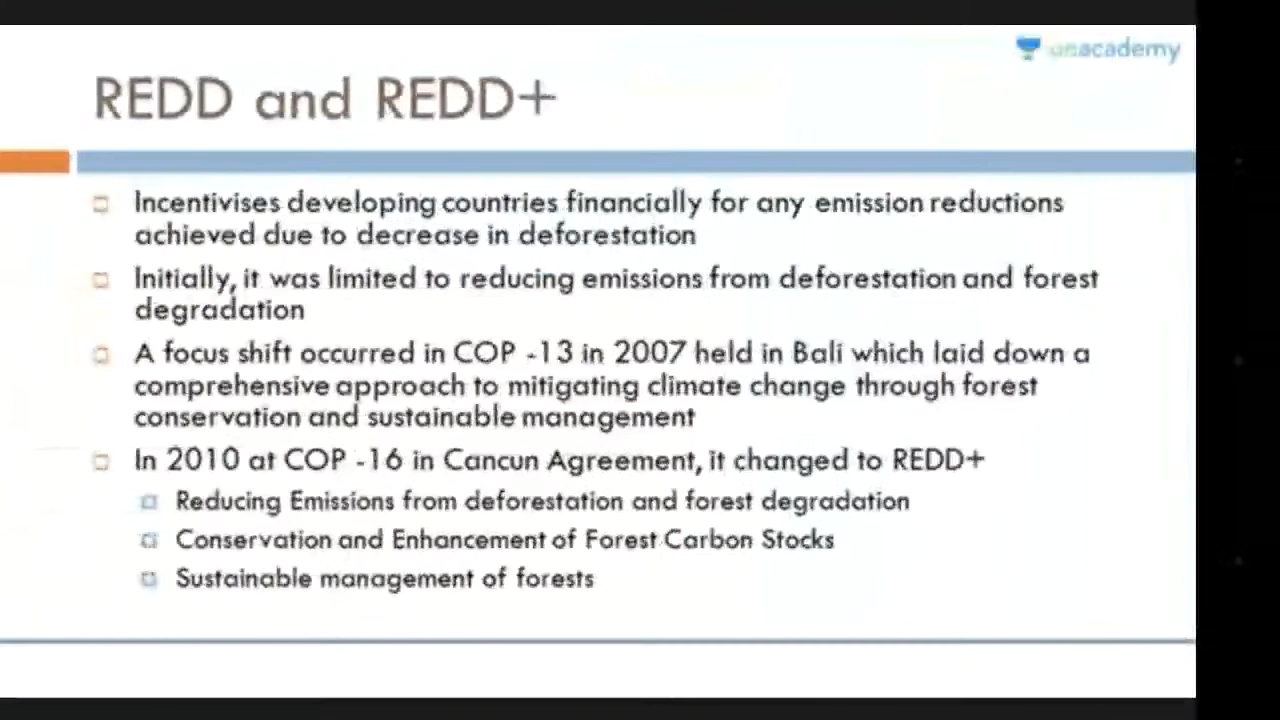 unacademy
REDD and REDD+
Incentivises developing countries financially for any emission reductions
achieved due to decrease in deforestation
Initially, it was limited to reducing emissions from deforestation and forest
degradation
A focus shift occurred in COP -13 in 2007 held in Bali which laid down a
comprehensive approach to mitigating climate change through forest
conservation and sustainable management
In 2010 at COP -16 in Cancun Agreement, it changed to REDD+
Reducing Emissions from deforestation and forest degradation
Conservation and Enhancement of Forest Carbon Stocks
Sustainable management of forests